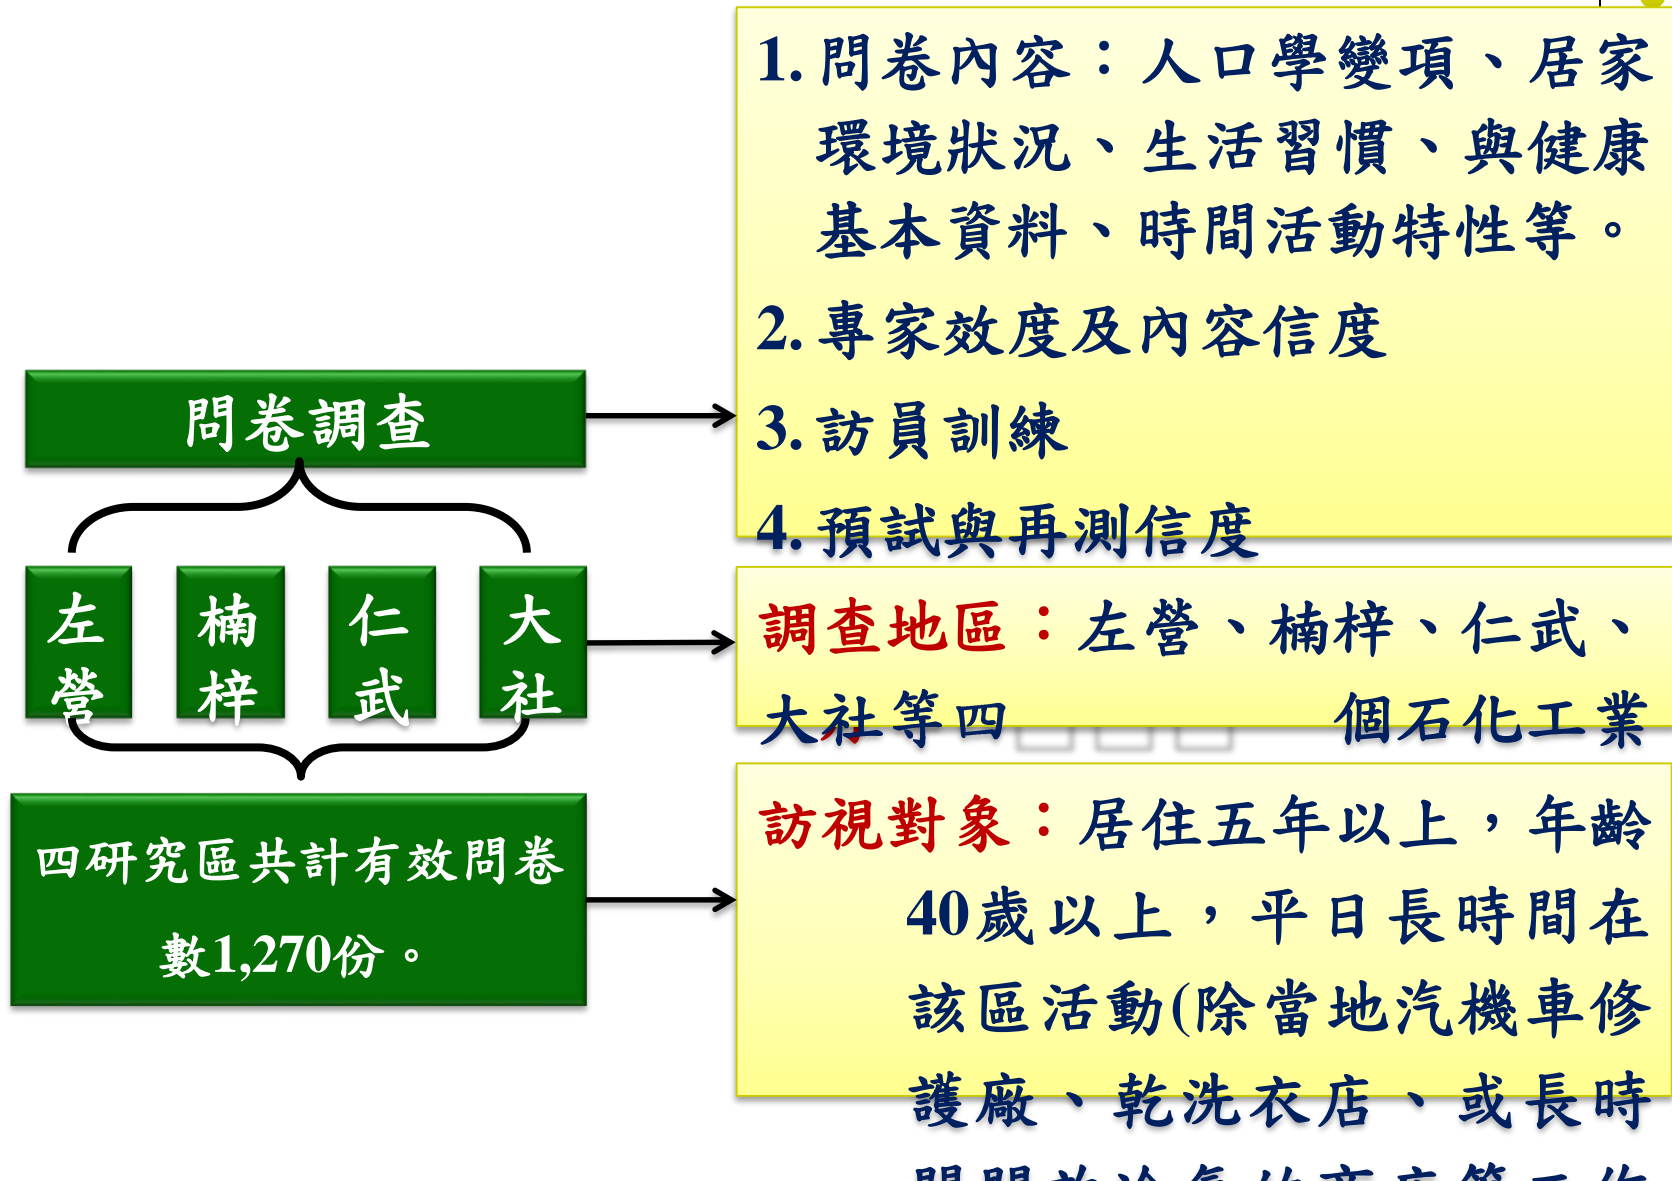 1.問卷內容：人口學變項、居家
環境狀況、生活習慣、與健康
基本資料、時間活動特性等。
2.專家效度及內容信度
3.訪員訓練
4.預試與再測信度
問卷調查
左營
楠梓
仁武
大社
調查地區：左營、楠梓、仁武、
大社等四 個石化工業
四研究區共計有效問卷
數1,270份。
訪視對象：居住五年以上，年齡
40歲以上，平日長時間在
該區活動(除當地汽機車修
護廠、乾洗衣店、或長時